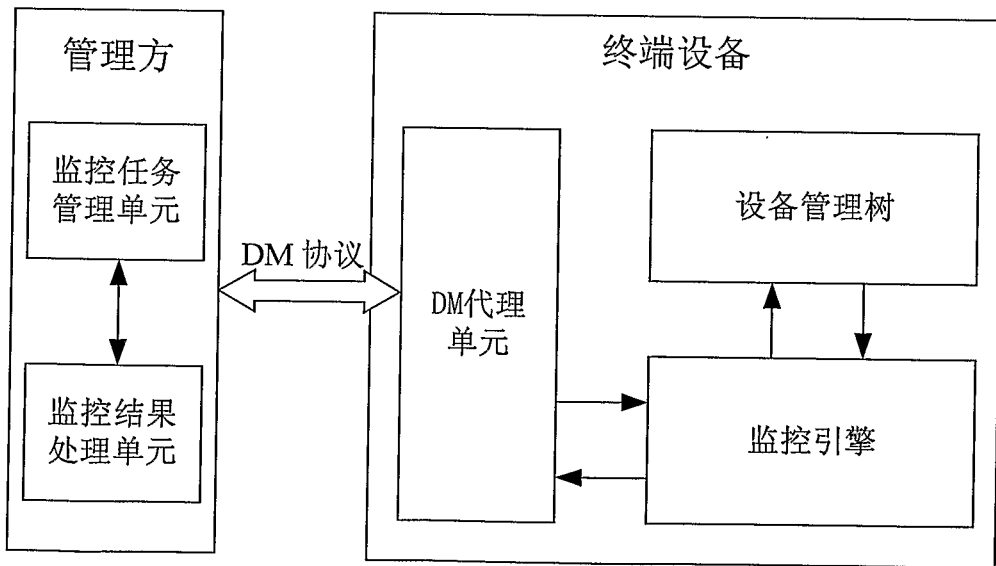 管理方
监控任务
管理单元
监控结果
处理单元
DM 协议
终端设备
DM代理
单元
设备管理树
监控引擎